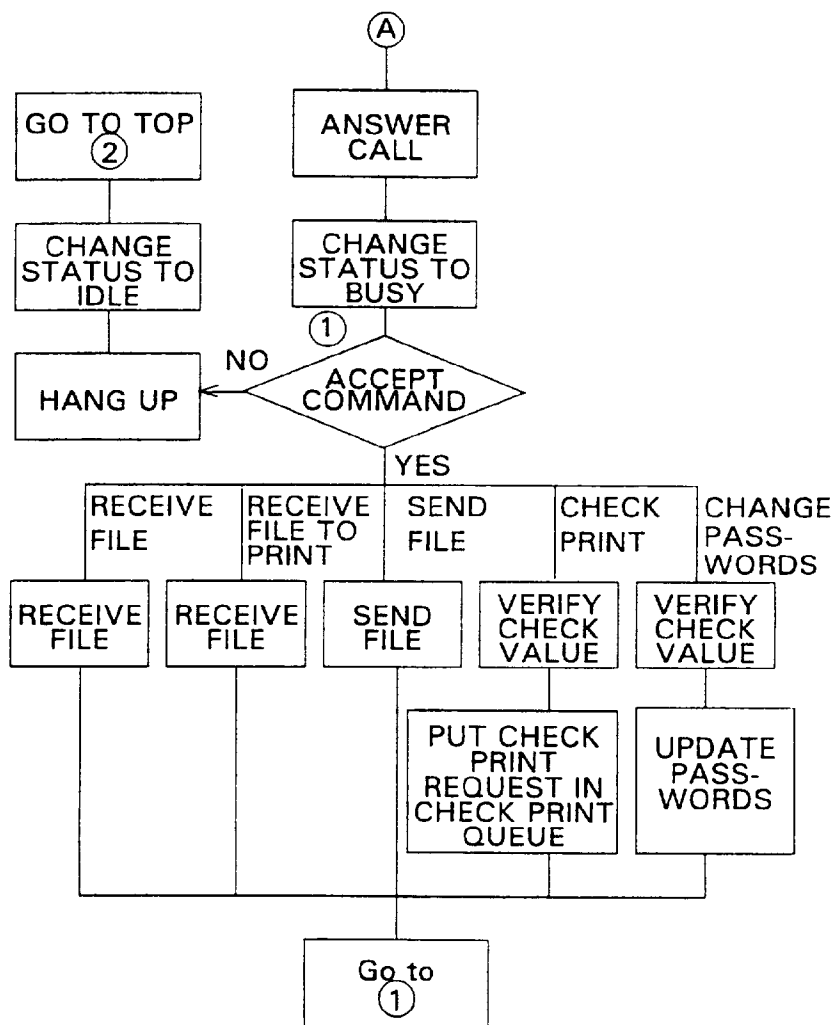 A
GO TO TOP
2
ANSWER
CALL
CHANGE
STATUS TO
IDLE
CHANGE
STATUS TO
BUSY
1
NO
HANG UP
ACCEPT
COMMAND
YES
RECEIVE
FILE
RECEIVE
FILE TO
PRINT
SEND
FILE
CHECK
PRINT
CHANGE
PASS-
WORDS
RECEIVE
FILE
RECEIVE
FILE
SEND
FILE
VERIFY
CHECK
VALUE
VERIFY
CHECK
VALUE
PUT CHECK
PRINT
REQUEST IN
CHECK PRINT
QUEUE
UPDATE
PASS-
WORDS
Go to
1